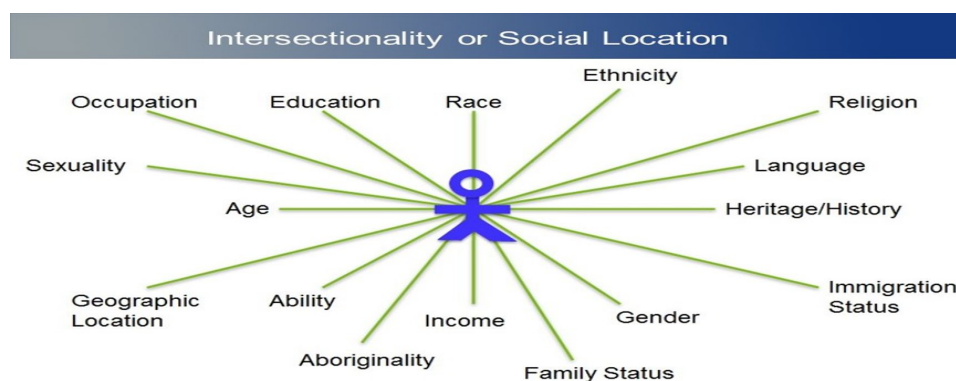 Intersectionality or Social Location
Ethnicity
Occupation
Education
Race
Religion
Sexuality
Language
Age
Heritage/History
Geographic
Location
Ability
Income
Gender
Immigration
Status
Aboriginality
Family Status